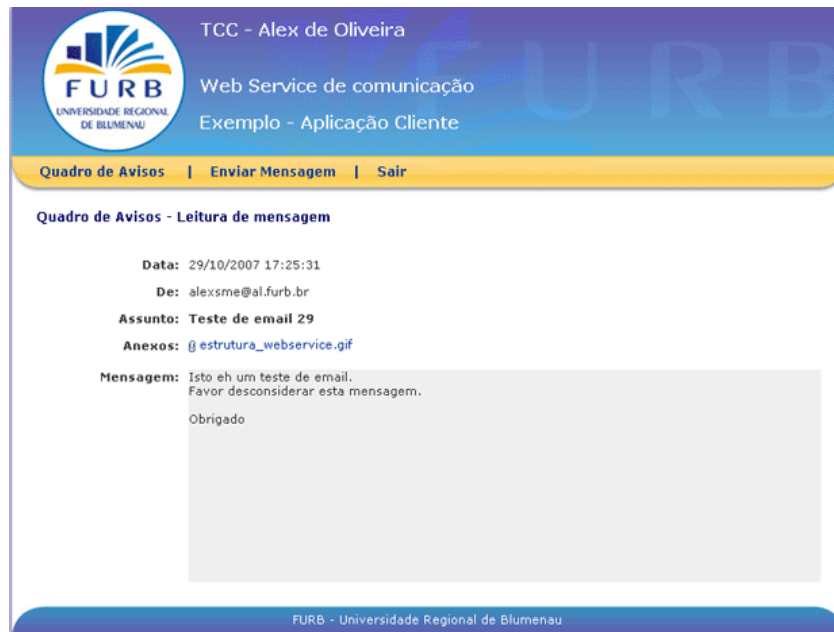 TCC - Alex de Oliveira
FURB
UNIVERSIDADE REGIONAL
DE BLUMENAU
Web Service de comunicação
Exemplo - Aplicação Cliente
FURB
Quadro de Avisos | Enviar Mensagem | Sair
Quadro de Avisos - Leitura de mensagem
Data: 29/10/2007 17:25:31
De: alexsme@al.furb.br
Assunto: Teste de email 29
Anexos: estrutura_webservice.gif
Mensagem: Isto eh um teste de email.
Favor desconsiderar esta mensagem.
Obrigado
FURB - Universidade Regional de Blumenau